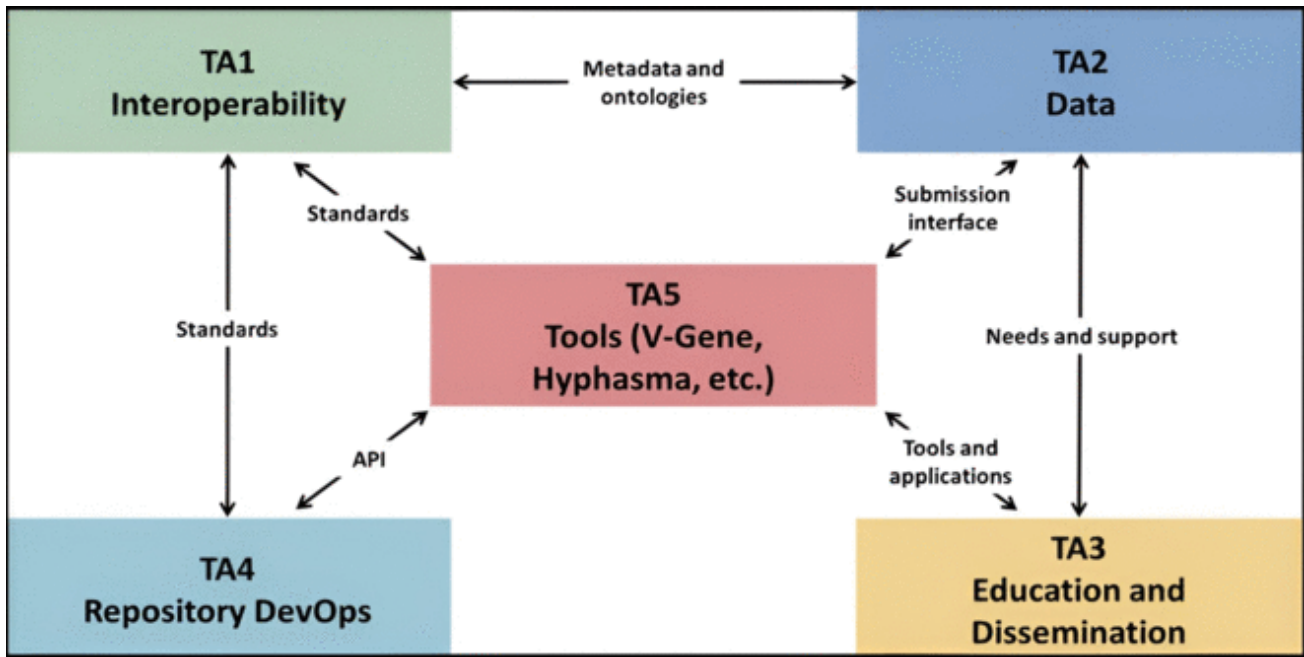 TA1
Interoperability
Metadata and
ontologies
TA2
Data
Standards
Submission
interface
TA5
Tools (V-Gene,
Hyphasma, etc.)
Standards
Needs and support
API
Tools and
applications
TA4
Repository DevOps
TA3
Education and
Dissemination